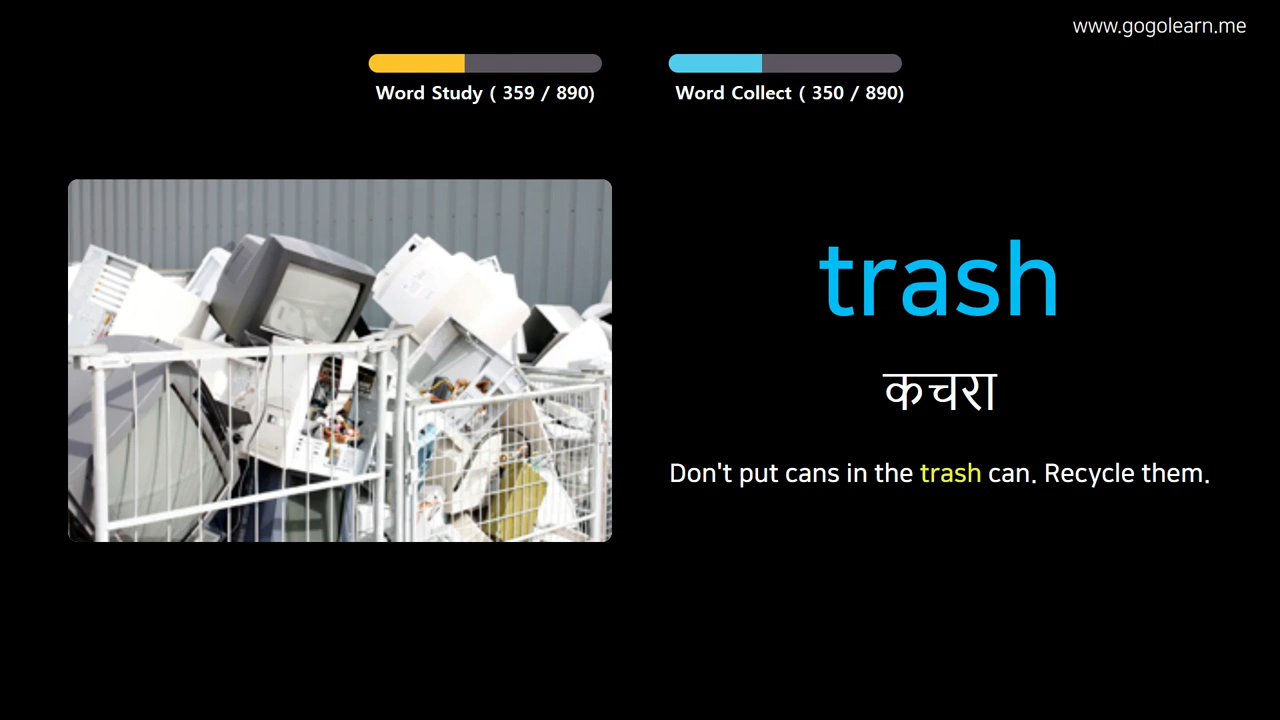 www.gogolearn.me
Word Study ( 359 / 890)
Word Collect ( 350 / 890)
trash
कचरा
Don't put cans in the trash can. Recycle them.